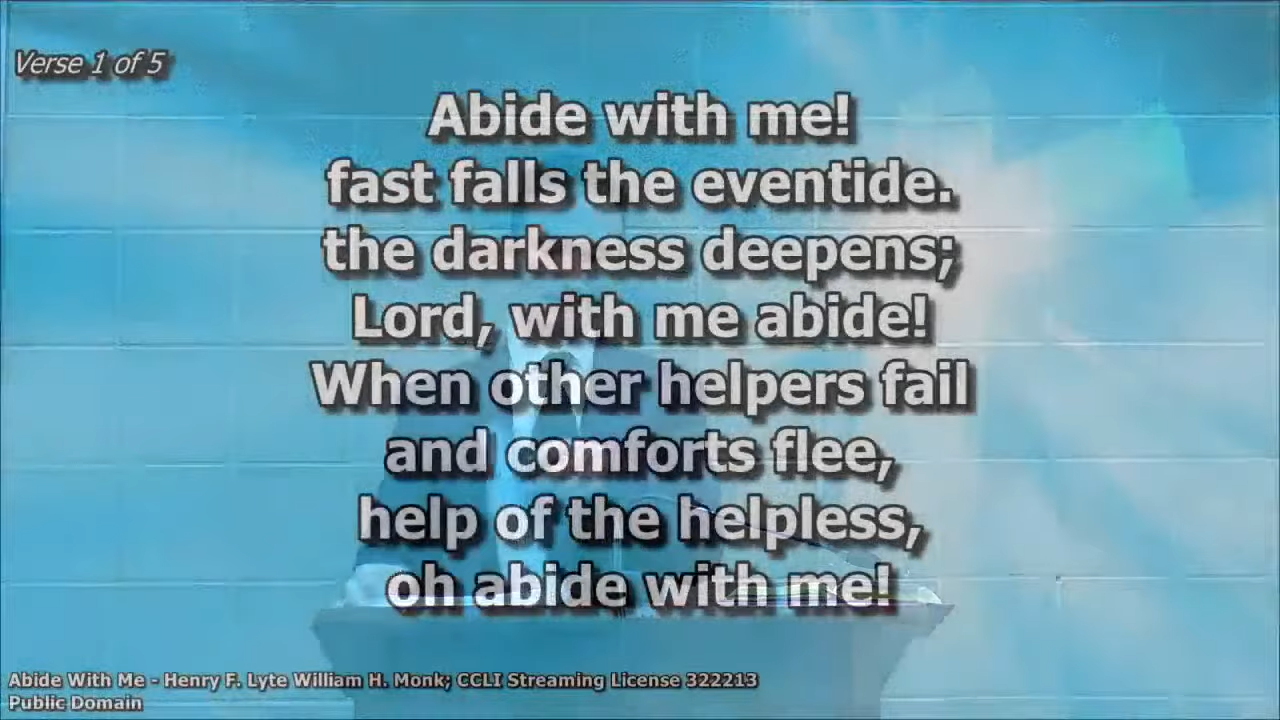 Verse 1 of 5
Abide with me!
fast falls the eventide.
the darkness deepens;
Lord, with me abide!
When other helpers fail
and comforts flee,
help of the helpless,
oh abide with me!
Abide With Me - Henry F. Lyte William H. Monk; CCLI Streaming License 322213
Public Domain